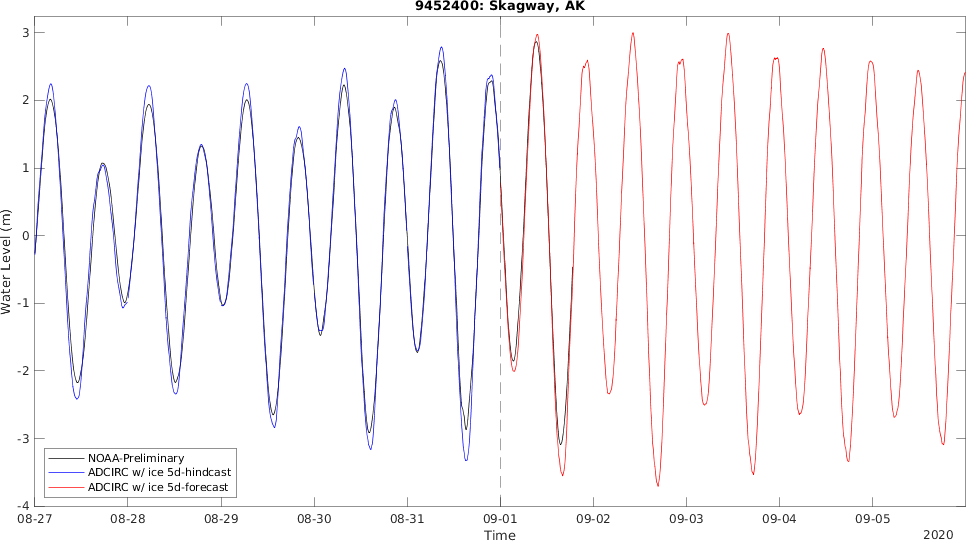 9452400: Skagway, AK
Water Level (m)
3
2
1
0
-1
-2
-3
-4
NOAA-Preliminary
ADCIRC w/ ice 5d-hindcast
ADCIRC w/ ice 5d-forecast
08-27 08-28 08-29 08-30 08-31 09-01 09-02 09-03 09-04 09-05
Time
2020